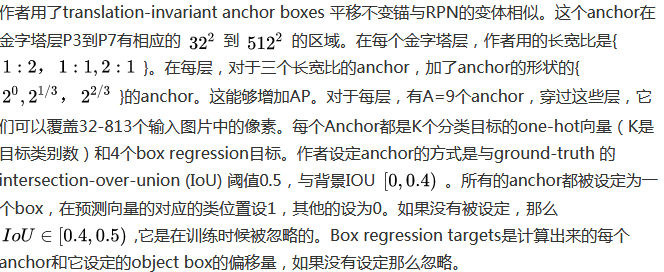 作者用了translation-invariant anchor boxes 平移不变锚与RPN的变体相似。这个anchor在
金字塔层P3到P7有相应的 32² 到 512² 的区域。在每个金字塔层，作者用的长宽比是{
1 : 2， 1 : 1, 2 : 1 }。在每层，对于三个长宽比的anchor，加了anchor的形状的{
2^0, 2^{1/3}， 2^{2/3} }的anchor。这能够增加AP。对于每层，有A=9个anchor，穿过这些层，它
们可以覆盖32-813个输入图片中的像素。每个Anchor都是K个分类目标的one-hot向量（K是
目标类别数）和4个box regression目标。作者设定anchor的方式是与ground-truth 的
intersection-over-union (IoU) 阈值0.5，与背景IOU [0, 0.4) 。所有的anchor都被设定为一
个box，在预测向量的对应的类位置设1，其他的设为0。如果没有被设定，那么
IoU ∈ [0.4, 0.5) ,它是在训练时候被忽略的。Box regression targets是计算出来的每个
anchor和它设定的object box的偏移量，如果没有设定那么忽略。